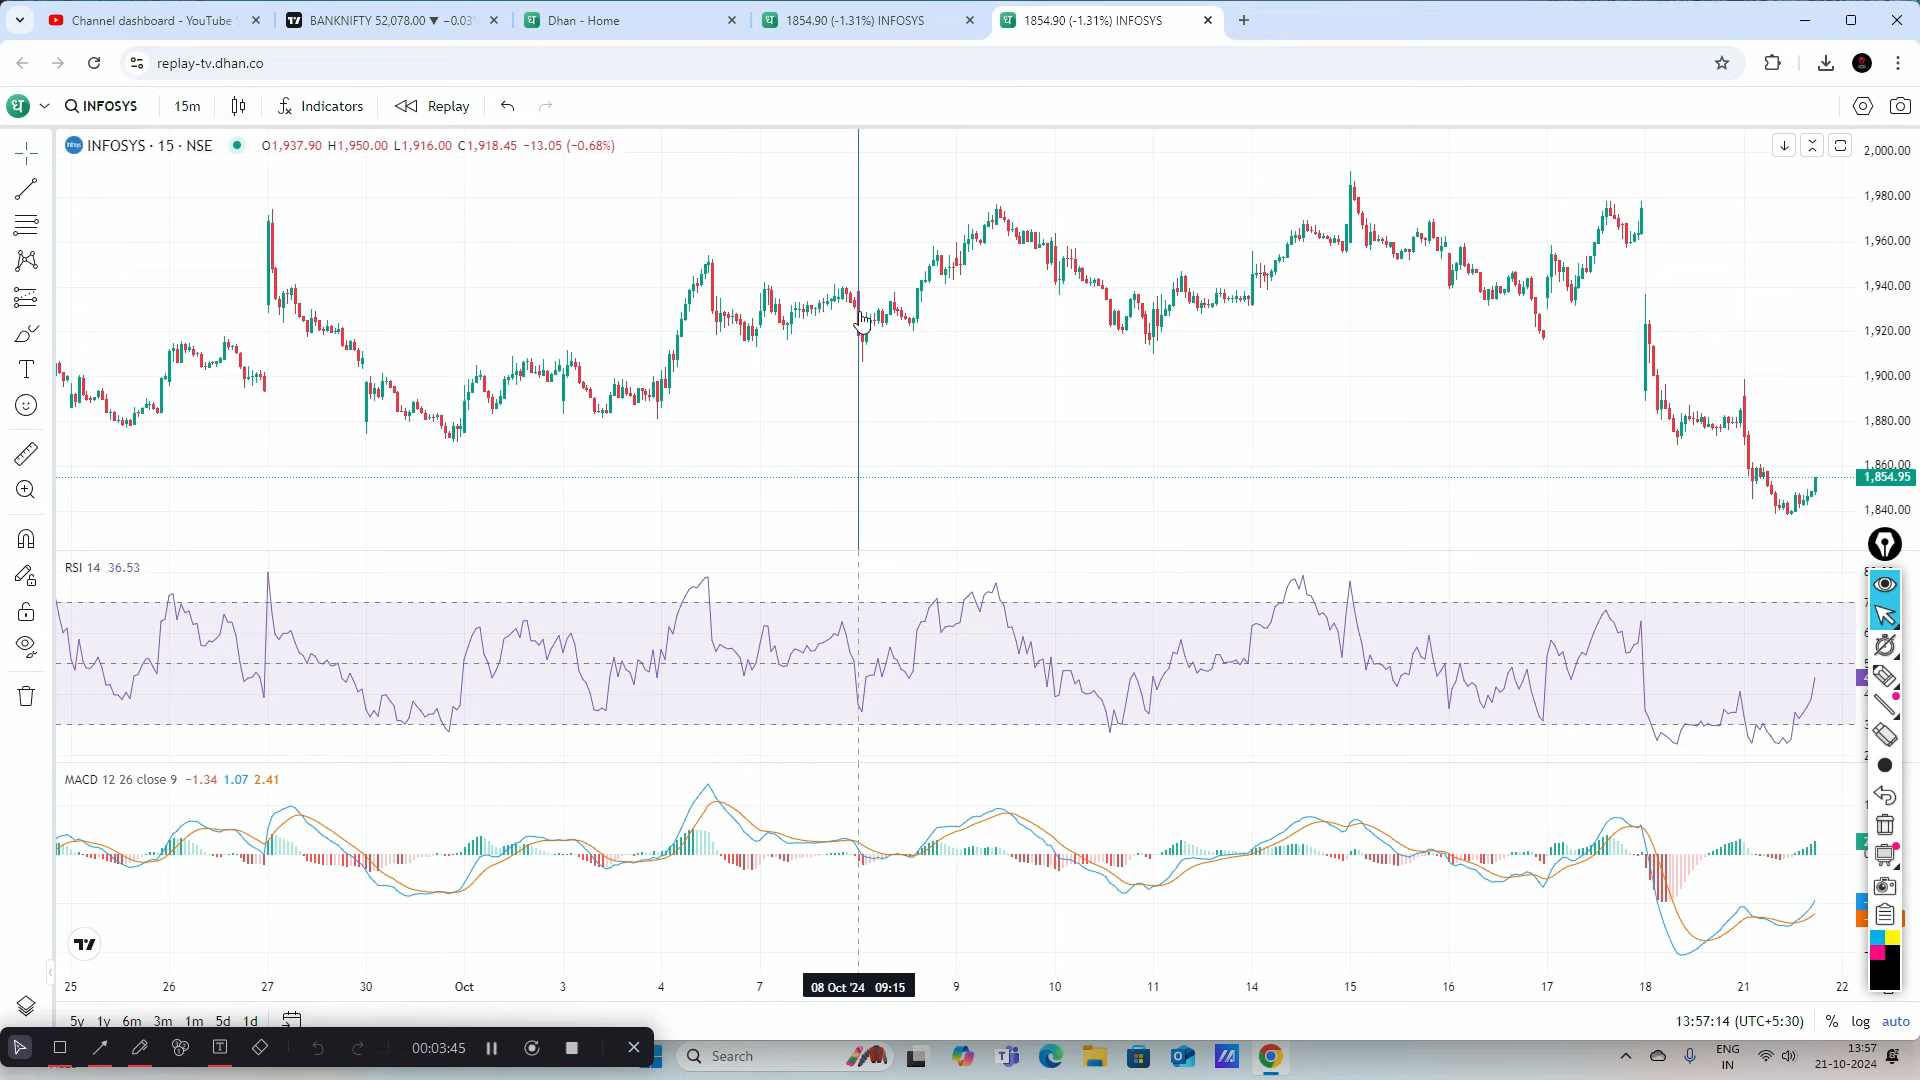 Channel dashboard - YouTube
BANKNIFTY 52,078.00 ▼ −0.03%
Dhan - Home
1854.90 (-1.31%) INFOSYS
1854.90 (-1.31%) INFOSYS
replay-tv.dhan.co
INFOSYS
15m
Indicators
Replay
INFOSYS · 15 · NSE
O1,937.90 H1,950.00 L1,916.00 C1,918.45 −13.05 (−0.68%)
2,000.00
1,980.00
1,960.00
1,940.00
1,920.00
1,900.00
1,880.00
1,860.00
1,854.95
1,840.00
RSI 14 36.53
MACD 12 26 close 9 −1.34 1.07 2.41
25 26 27 30 Oct 3 4 7 08 Oct '24 09:15 9 10 11 14 15 16 17 18 21 22
5y 1y 6m 3m 1m 5d 1d
13:57:14 (UTC+5:30)
% log auto
00:03:45
Search
ENG
IN
13:57
21-10-2024